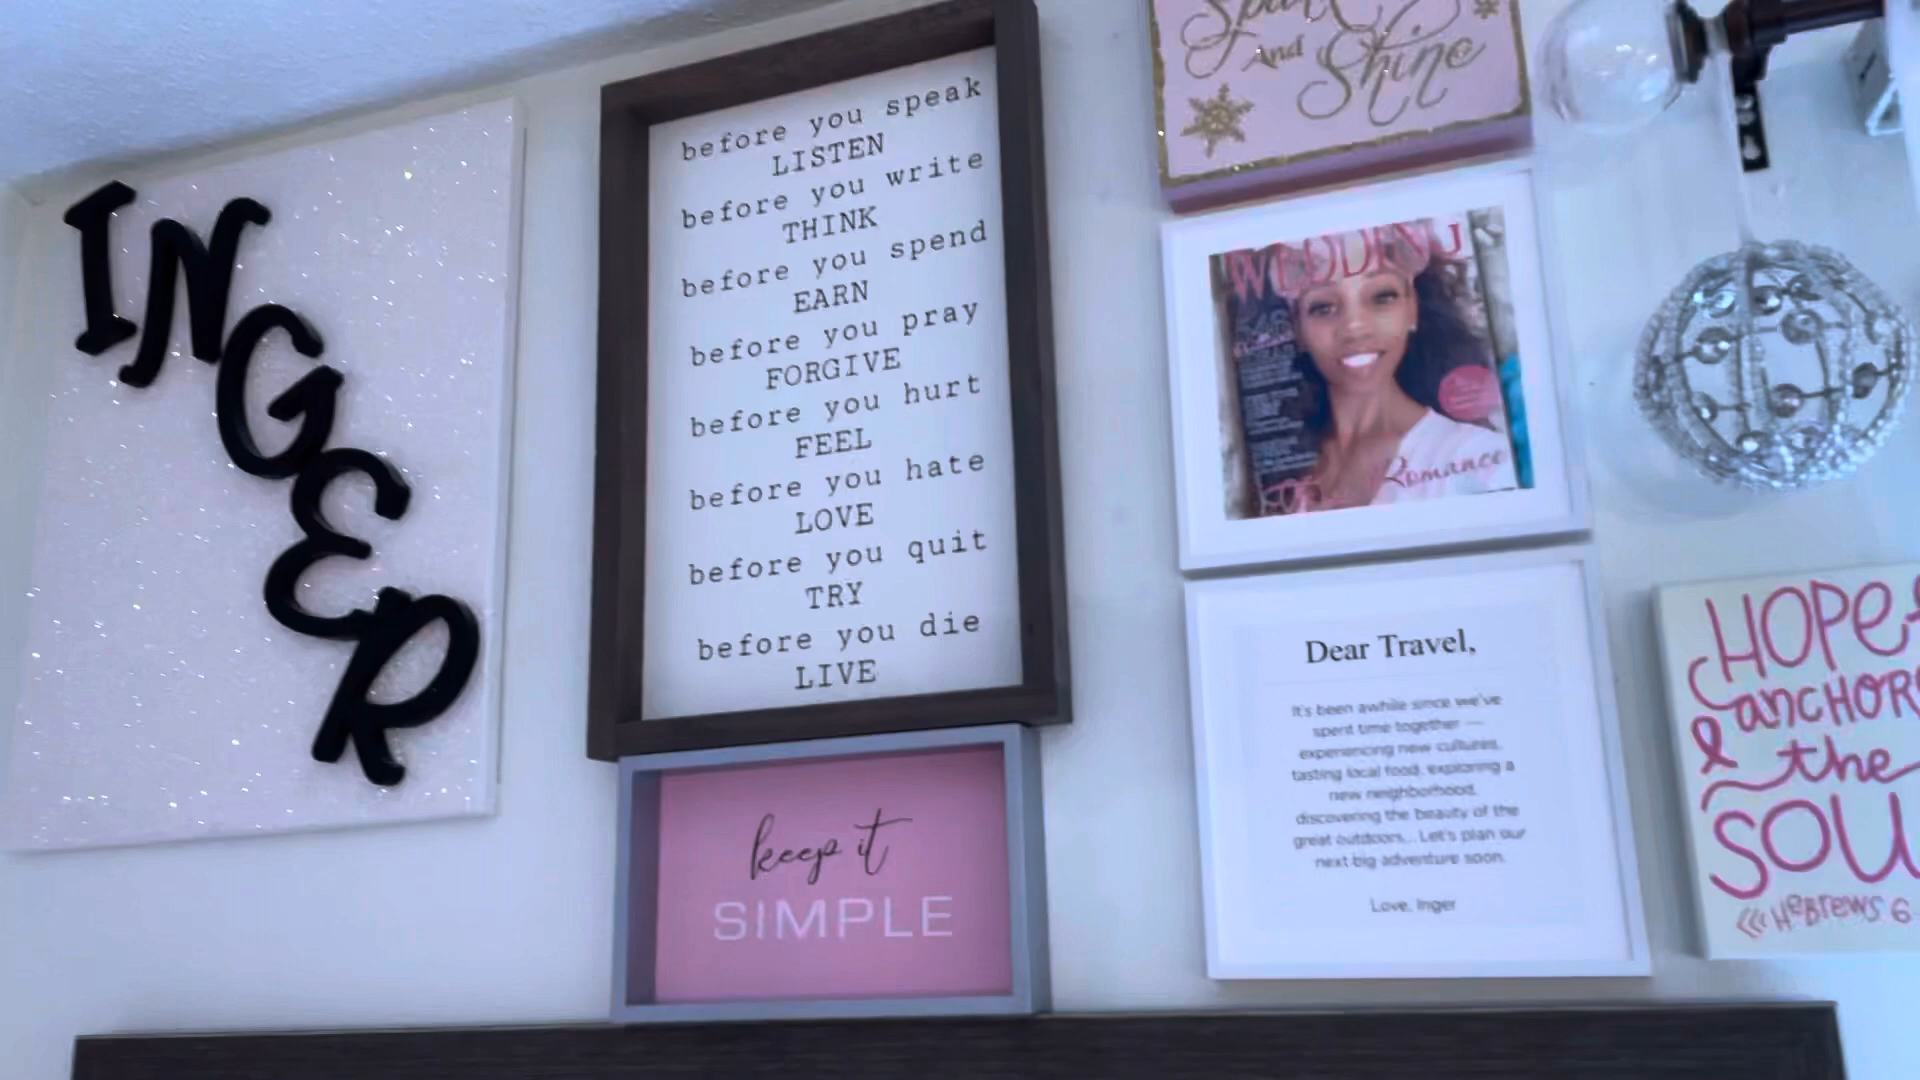 INGER
before you speak
LISTEN
before you write
THINK
before you spend
EARN
before you pray
FORGIVE
before you hurt
FEEL
before you hate
LOVE
before you quit
TRY
before you die
LIVE
keep it
SIMPLE
And
Shine
WEDDING
Romance
Dear Travel,
It's been awhile since we've
spent time together —
experiencing new cultures,
tasting local food, exploring a
new neighborhood,
discovering the beauty of the
great outdoors... Let's plan our
next big adventure soon.
Love, Inger
HOPE
anCHOR
the
SOU
HeBrews 6